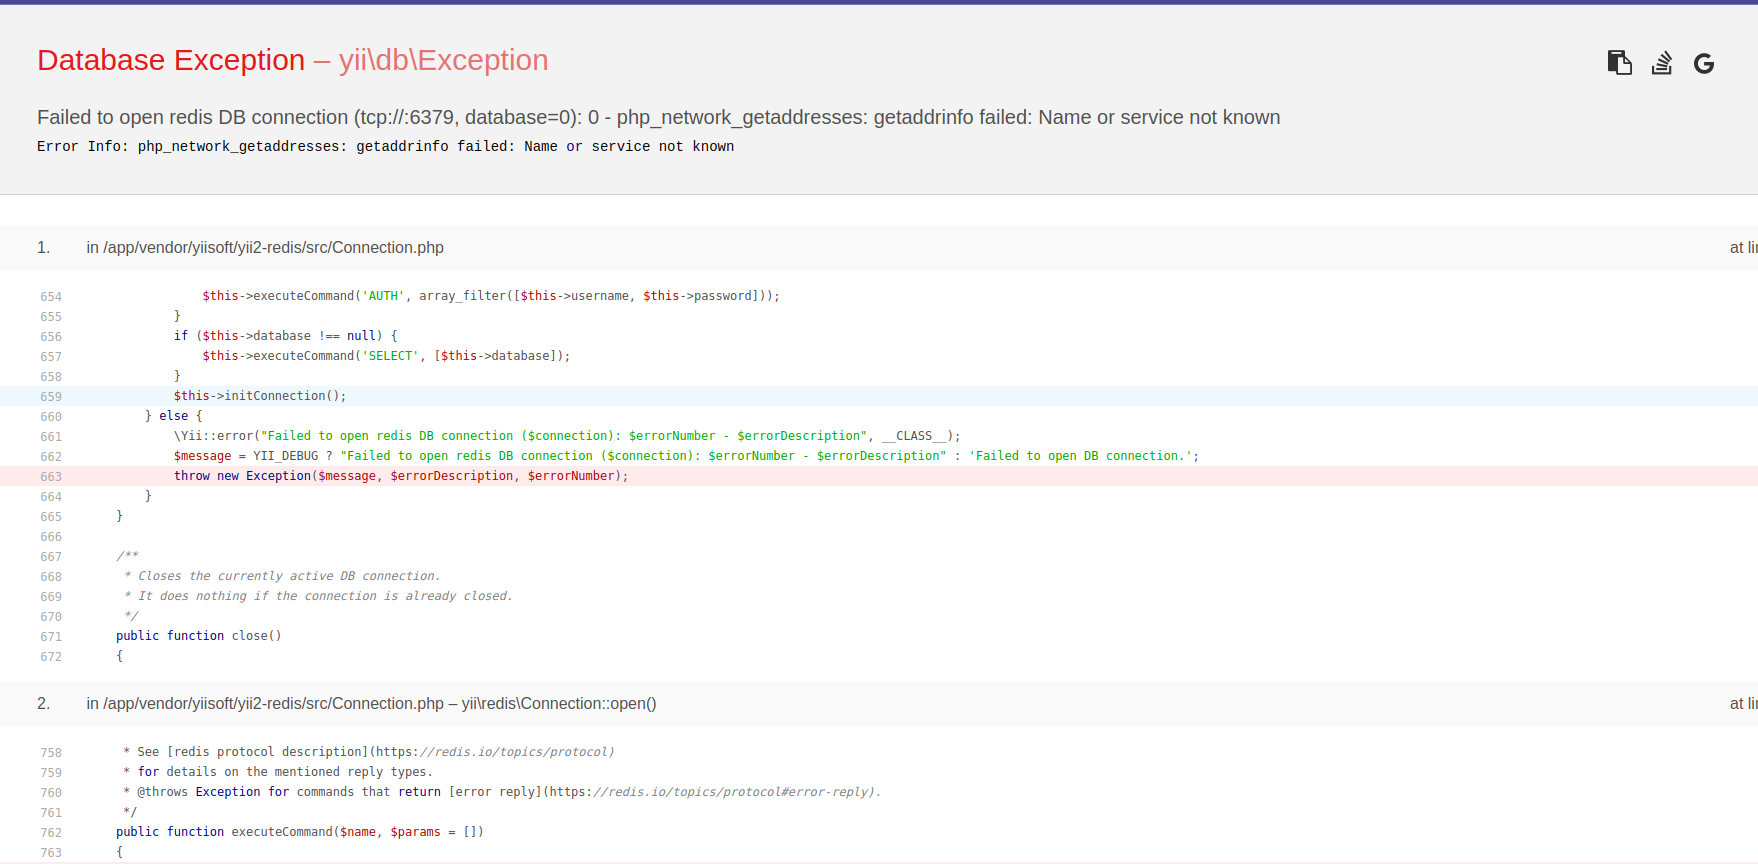 Database Exception – yii\db\Exception
Failed to open redis DB connection (tcp://:6379, database=0): 0 - php_network_getaddresses: getaddrinfo failed: Name or service not known
Error Info: php_network_getaddresses: getaddrinfo failed: Name or service not known
1. in /app/vendor/yiisoft/yii2-redis/src/Connection.php at
654 $this->executeCommand('AUTH', array_filter([$this->username, $this->password]));
655 }
656 if ($this->database !== null) {
657 $this->executeCommand('SELECT', [$this->database]);
658 }
659 $this->initConnection();
660 } else {
661 \Yii::error("Failed to open redis DB connection ($connection): $errorNumber - $errorDescription", __CLASS__);
662 $message = YII_DEBUG ? "Failed to open redis DB connection ($connection): $errorNumber - $errorDescription" : 'Failed to open DB connection.';
663 throw new Exception($message, $errorDescription, $errorNumber);
664 }
665 }
666
667 /**
668 * Closes the currently active DB connection.
669 * It does nothing if the connection is already closed.
670 */
671 public function close()
672 {
2. in /app/vendor/yiisoft/yii2-redis/src/Connection.php – yii\redis\Connection::open() at
758 * See [redis protocol description](https://redis.io/topics/protocol)
759 * for details on the mentioned reply types.
760 * @throws Exception for commands that return [error reply](https://redis.io/topics/protocol#error-reply).
761 */
762 public function executeCommand($name, $params = [])
763 {